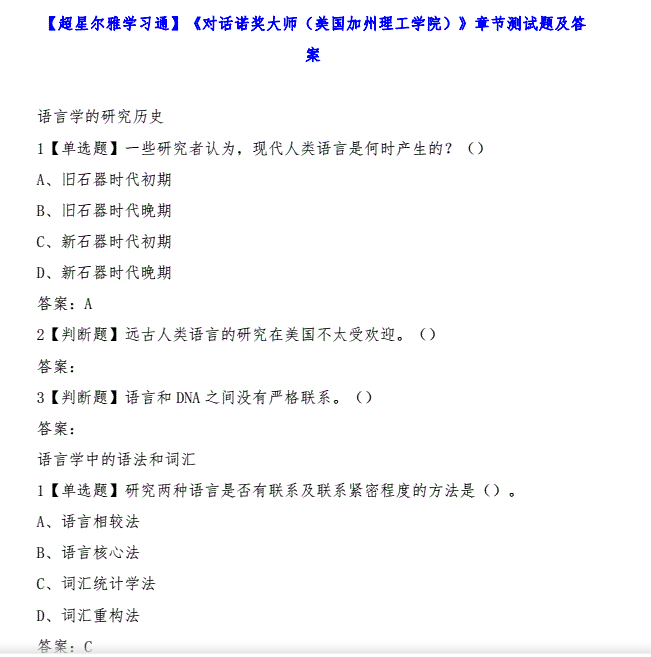 【超星尔雅学习通】《对话诺奖大师（美国加州理工学院）》章节测试题及答
案
语言学的研究历史
1【单选题】一些研究者认为，现代人类语言是何时产生的？（）
A、旧石器时代初期
B、旧石器时代晚期
C、新石器时代初期
D、新石器时代晚期
答案：A
2【判断题】远古人类语言的研究在美国不太受欢迎。（）
答案：
3【判断题】语言和 DNA 之间没有严格联系。（）
答案：
语言学中的语法和词汇
1【单选题】研究两种语言是否有联系及联系紧密程度的方法是（）。
A、语言相较法
B、语言核心法
C、词汇统计学法
D、词汇重构法
答案：C